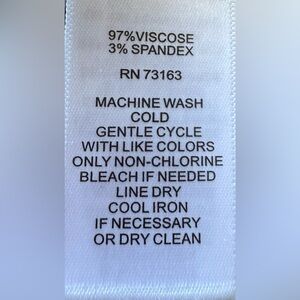 97%VISCOSE
3% SPANDEX
RN 73163
MACHINE WASH
COLD
GENTLE CYCLE
WITH LIKE COLORS
ONLY NON-CHLORINE
BLEACH IF NEEDED
LINE DRY
COOL IRON
IF NECESSARY
OR DRY CLEAN